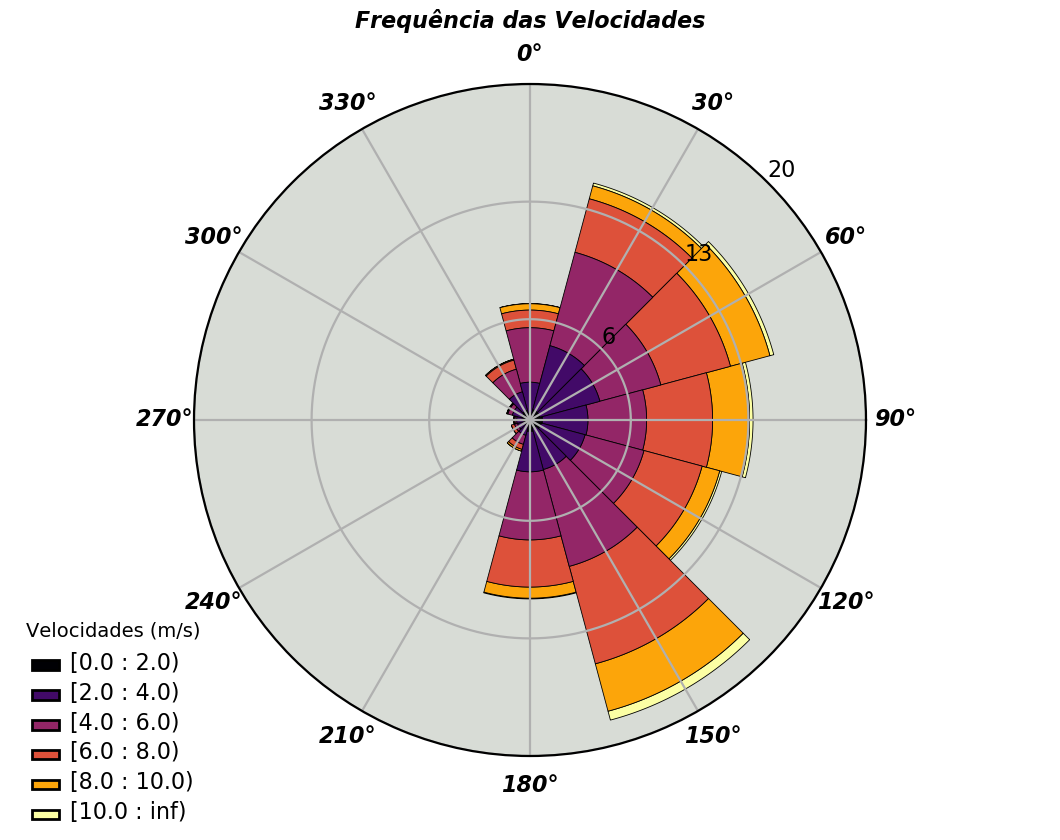 Frequência das Velocidades
0°
330°
30°
20
300°
60°
13
6
270°
90°
240°
120°
210°
150°
180°
Velocidades (m/s)
[0.0 : 2.0)
[2.0 : 4.0)
[4.0 : 6.0)
[6.0 : 8.0)
[8.0 : 10.0)
[10.0 : inf)